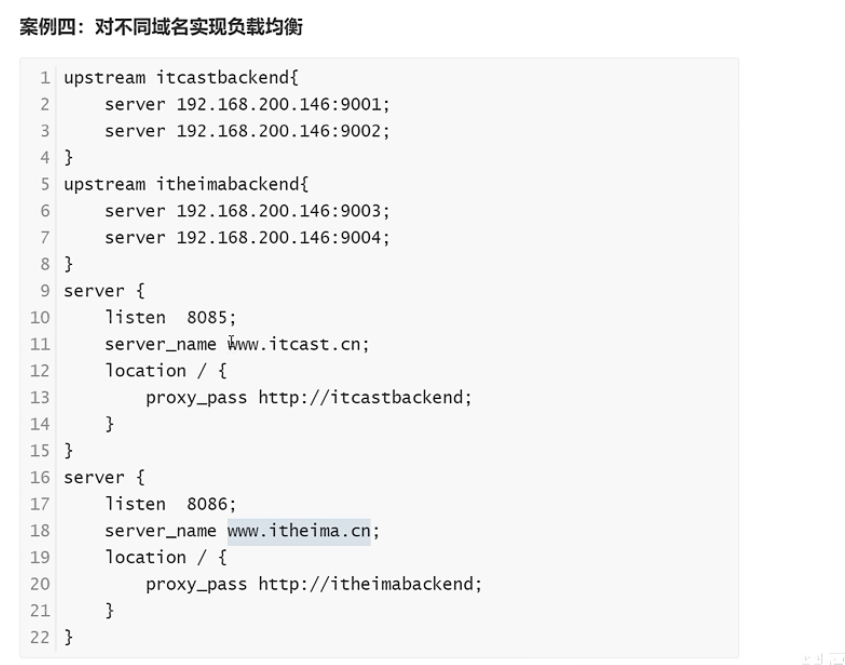 案例四：对不同域名实现负载均衡
1 upstream itcastbackend{
2     server 192.168.200.146:9001;
3     server 192.168.200.146:9002;
4 }
5 upstream itheimabackend{
6     server 192.168.200.146:9003;
7     server 192.168.200.146:9004;
8 }
9 server {
10     listen  8085;
11     server_name www.itcast.cn;
12     location / {
13         proxy_pass http://itcastbackend;
14     }
15 }
16 server {
17     listen  8086;
18     server_name www.itheima.cn;
19     location / {
20         proxy_pass http://itheimabackend;
21     }
22 }